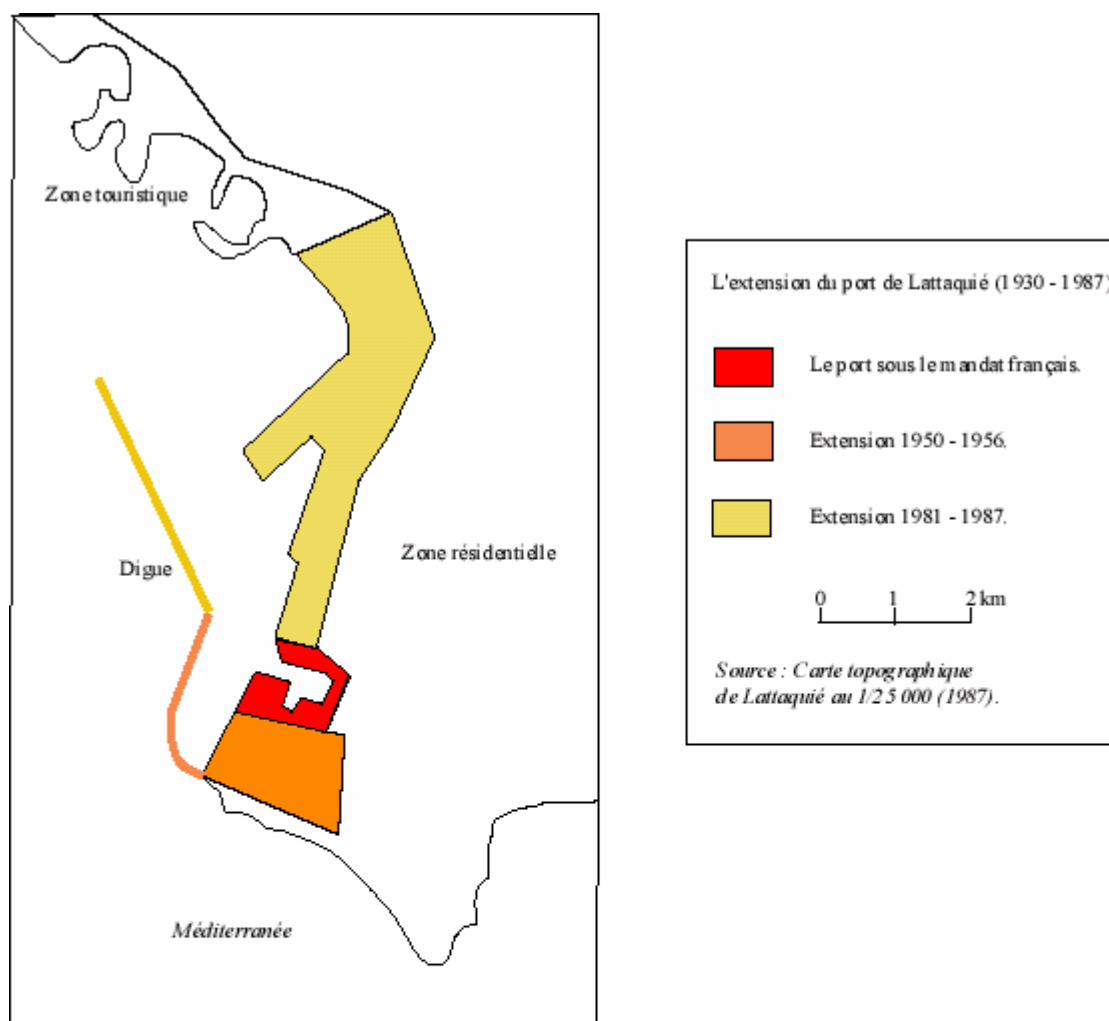 Zone touristique
Digue
Zone résidentielle
Méditerranée
L'extension du port de Lattaquié (1930 - 1987)
Le port sous le mandat français.
Extension 1950 - 1956.
Extension 1981 - 1987.
0 1 2 km
Source : Carte topographique
de Lattaquié au 1/25 000 (1987).